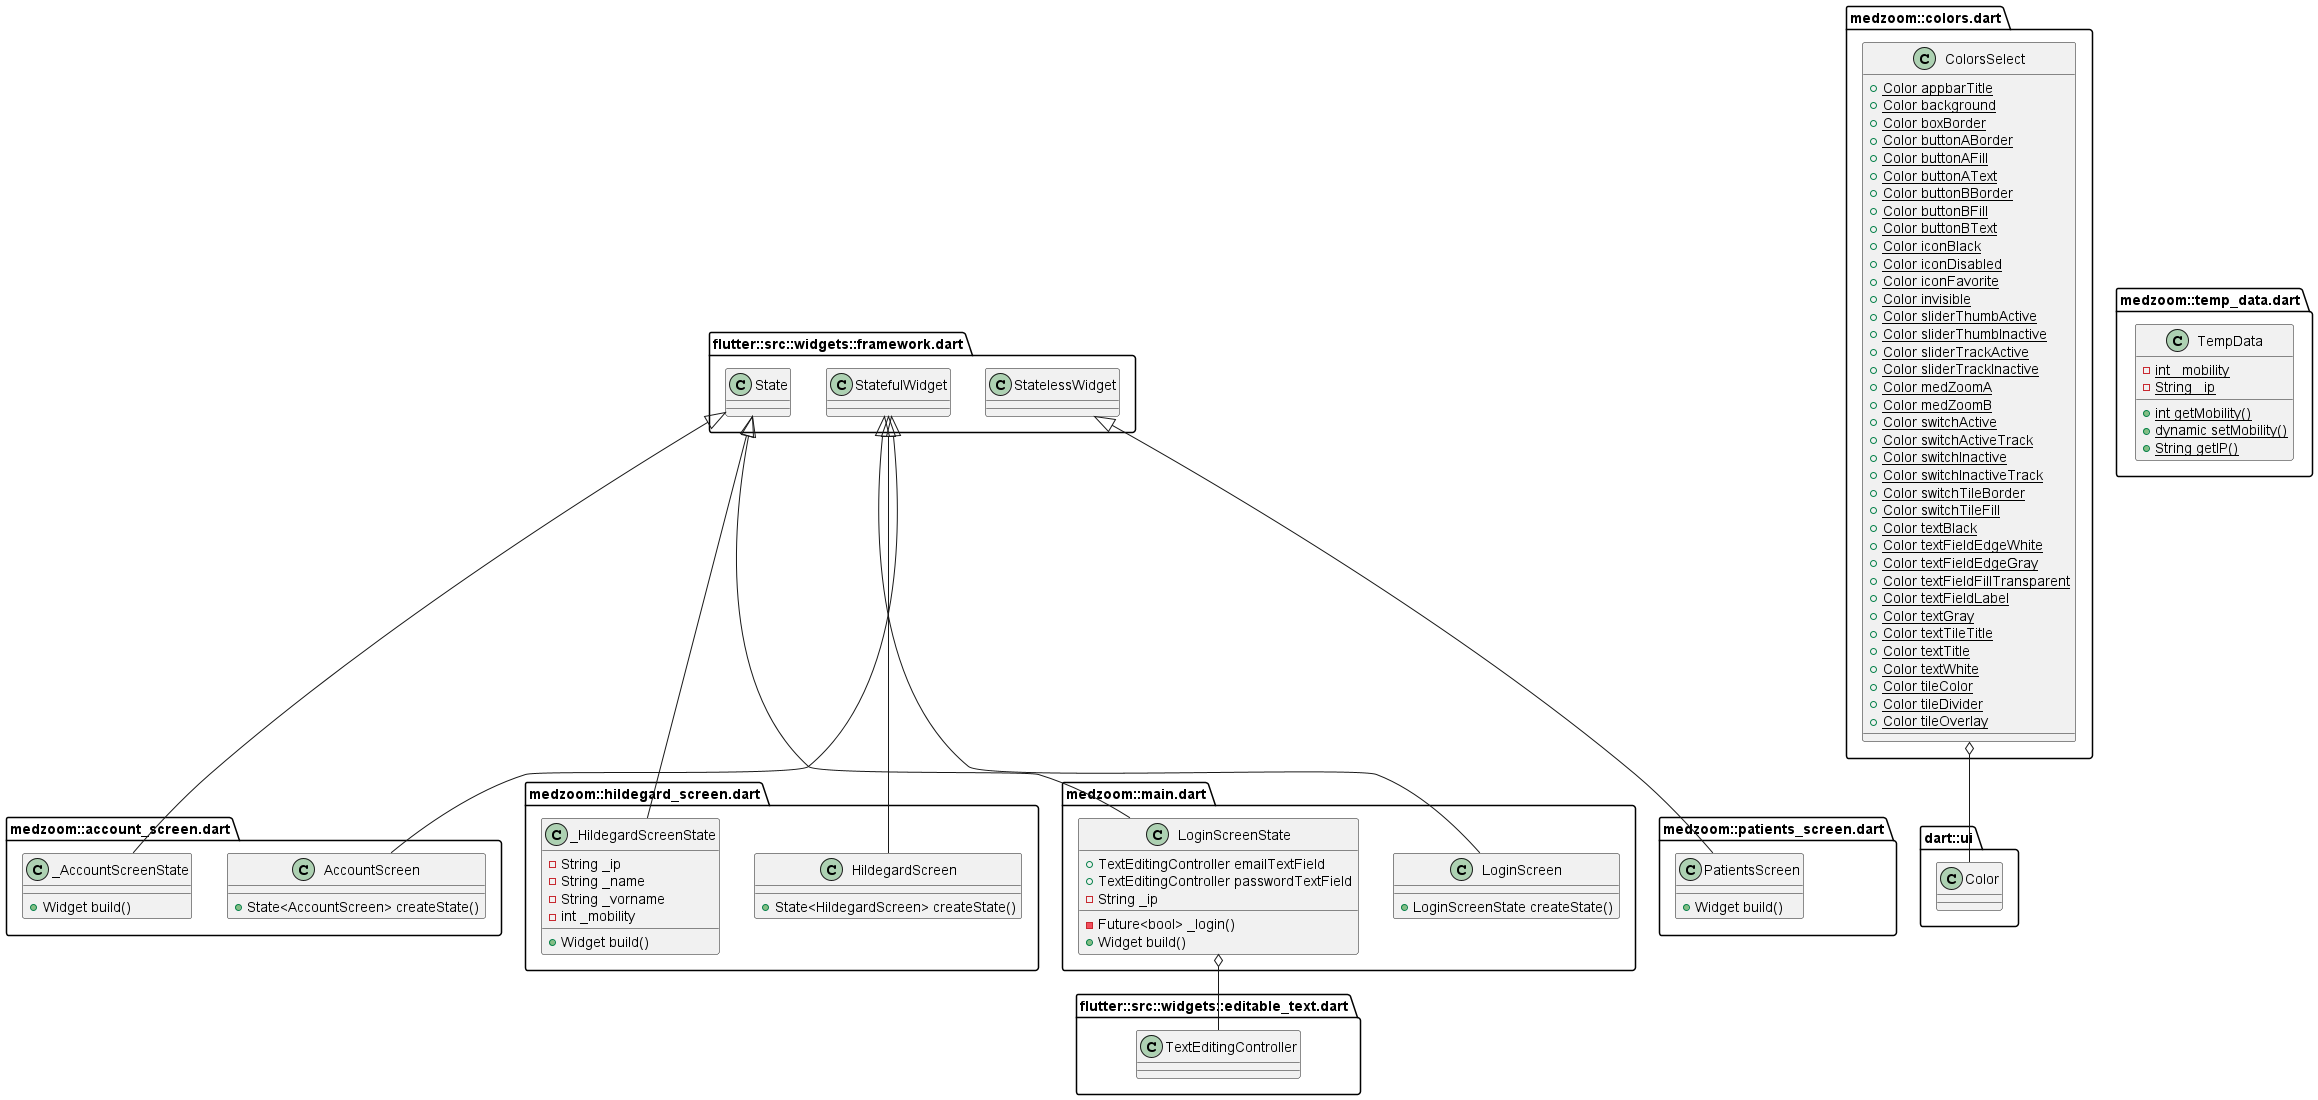 medzoom::colors.dart
C ColorsSelect
Color appbarTitle
Color background
Color boxBorder
Color buttonABorder
Color buttonAFill
Color buttonAText
Color buttonBBorder
Color buttonBFill
Color buttonBText
Color iconBlack
Color iconDisabled
Color iconFavorite
Color invisible
Color sliderThumbActive
Color sliderThumbInactive
Color sliderTrackActive
Color sliderTrackInactive
Color medZoomA
Color medZoomB
Color switchActive
Color switchActiveTrack
Color switchInactive
Color switchInactiveTrack
Color switchTileBorder
Color switchTileFill
Color textBlack
Color textFieldEdgeWhite
Color textFieldEdgeGray
Color textFieldFillTransparent
Color textFieldLabel
Color textGray
Color textTileTitle
Color textTitle
Color textWhite
Color tileColor
Color tileDivider
Color tileOverlay
medzoom::temp_data.dart
C TempData
int _mobility
String _ip
int getMobility()
dynamic setMobility()
String getIP()
flutter::src::widgets::framework.dart
C State
C StatefulWidget
C StatelessWidget
medzoom::account_screen.dart
C _AccountScreenState
Widget build()
C AccountScreen
State<AccountScreen> createState()
medzoom::hildegard_screen.dart
C _HildegardScreenState
String _ip
String _name
String _vorname
int _mobility
Widget build()
C HildegardScreen
State<HildegardScreen> createState()
medzoom::main.dart
C LoginScreenState
TextEditingController emailTextField
TextEditingController passwordTextField
String _ip
Future<bool> _login()
Widget build()
C LoginScreen
LoginScreenState createState()
medzoom::patients_screen.dart
C PatientsScreen
Widget build()
dart::ui
C Color
flutter::src::widgets::editable_text.dart
C TextEditingController